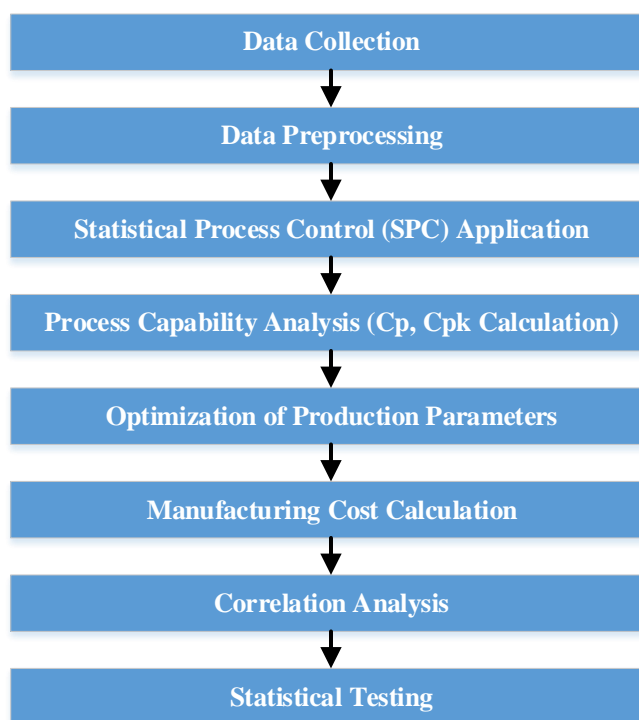 Data Collection
Data Preprocessing
Statistical Process Control (SPC) Application
Process Capability Analysis (Cp, Cpk Calculation)
Optimization of Production Parameters
Manufacturing Cost Calculation
Correlation Analysis
Statistical Testing